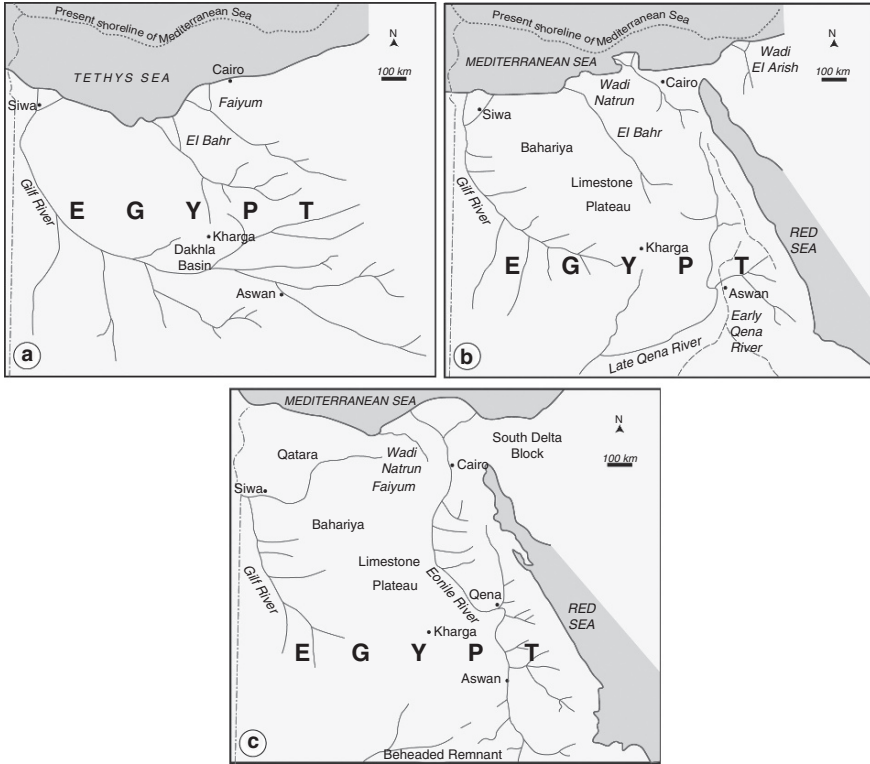 Present shoreline of Mediterranean Sea
N
TETHYS SEA
Cairo
100 km
Siwa
Faiyum
El Bahr
Gilf River
E G Y P T
Kharga
Dakhla
Basin
Aswan
a
Present shoreline of Mediterranean Sea
N
MEDITERRANEAN SEA
Wadi
El Arish
100 km
Wadi
Natrun
Cairo
Siwa
El Bahr
Bahariya
Gilf River
Limestone
Plateau
RED
SEA
Kharga
E G Y P T
Aswan
Early
Qena
River
Late Qena River
b
MEDITERRANEAN SEA
N
South Delta
Block
100 km
Qatara
Wadi
Natrun
Cairo
Faiyum
Siwa
Bahariya
Limestone
Plateau
Gilf River
Eonile River
Qena
RED
SEA
Kharga
E G Y P T
Aswan
c
Beheaded Remnant